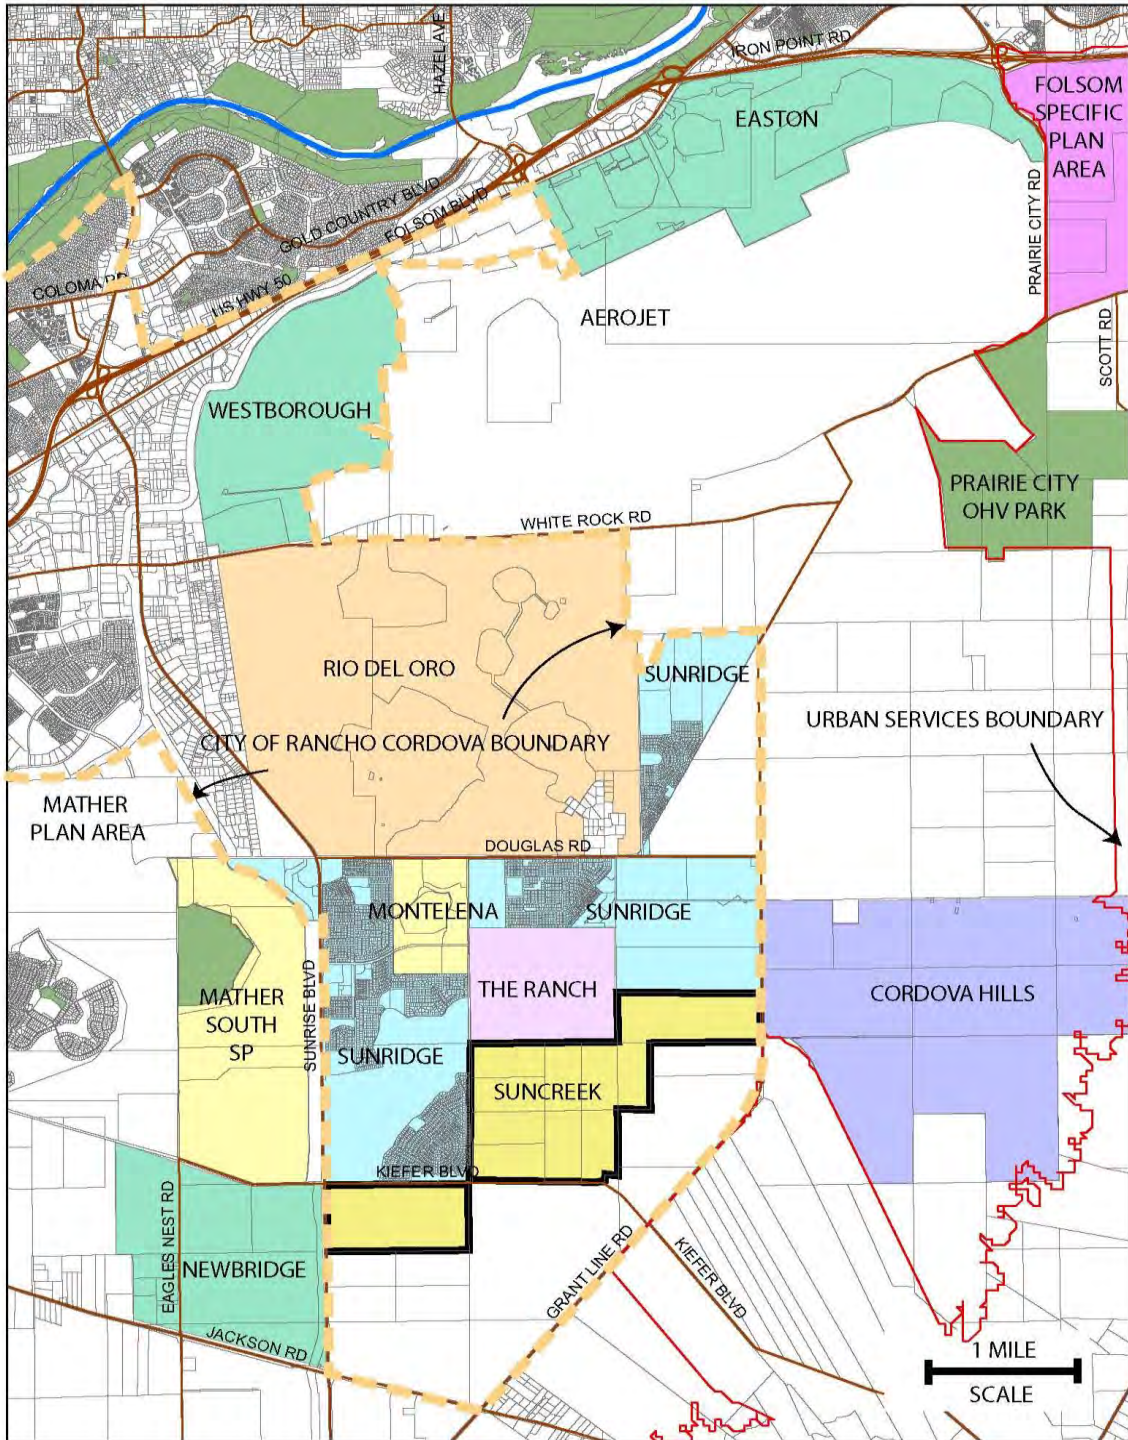 HAZEL AVE
IRON POINT RD
FOLSOM
SPECIFIC
PLAN
AREA
EASTON
PRAIRIE CITY RD
GOLD COUNTRY BLVD
FOLSOM BLVD
COLOMA RD
US HWY 50
AEROJET
SCOTT RD
WESTBOROUGH
PRAIRIE CITY
OHV PARK
WHITE ROCK RD
RIO DEL ORO
SUNRIDGE
CITY OF RANCHO CORDOVA BOUNDARY
URBAN SERVICES BOUNDARY
MATHER
PLAN AREA
DOUGLAS RD
MONTELENA
SUNRIDGE
MATHER
SOUTH
SP
SUNRISE BLVD
THE RANCH
CORDOVA HILLS
SUNRIDGE
SUNCREEK
KIEFER BLVD
EAGLES NEST RD
NEWBRIDGE
JACKSON RD
GRANT LINE RD
KIEFER BLVD
1 MILE
SCALE